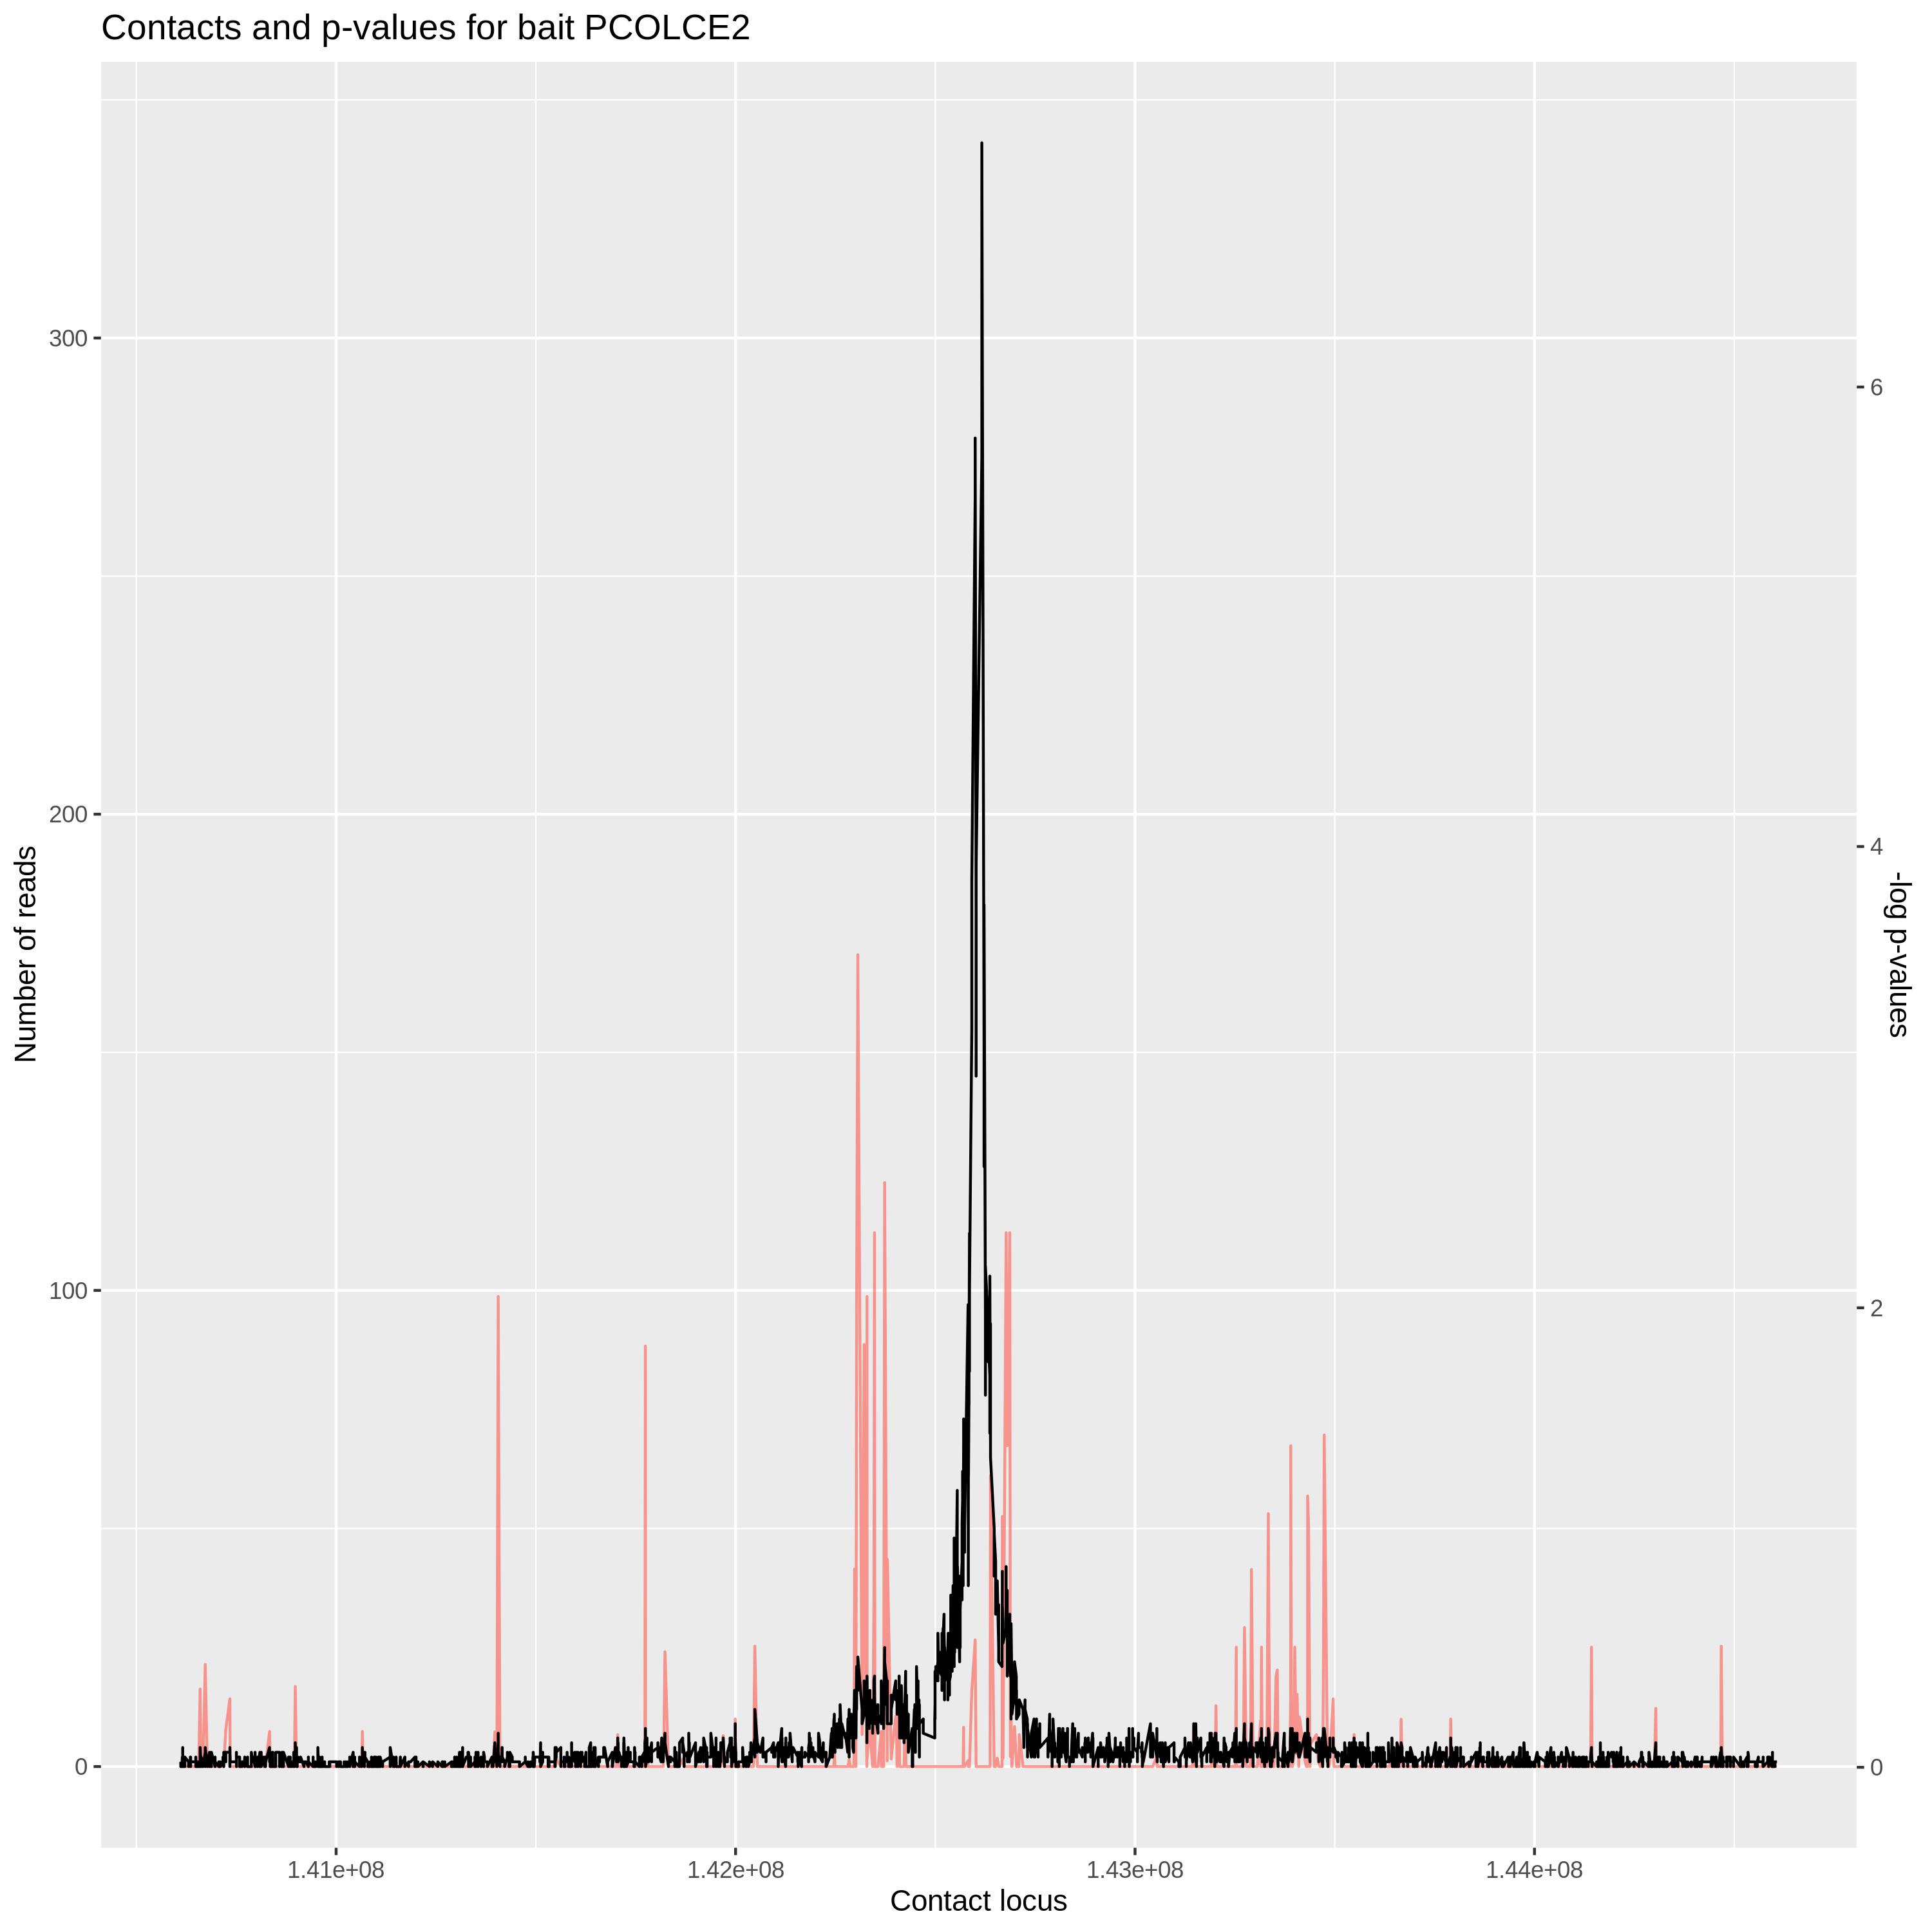 Contacts and p-values for bait PCOLCE2
300
200
100
0
Number of reads
6
4
2
0
-log p-values
1.41e+08 1.42e+08 1.43e+08 1.44e+08
Contact locus